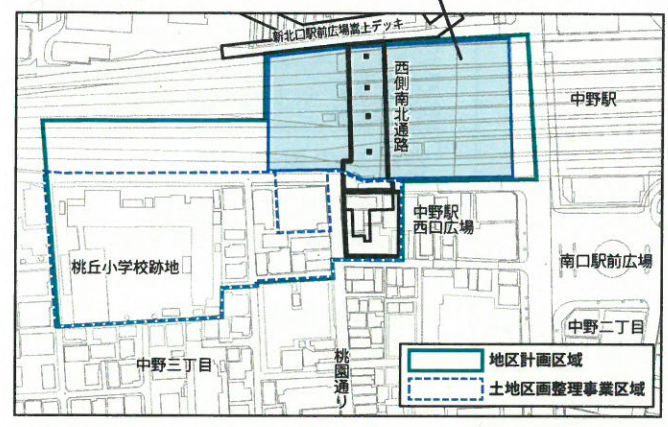 新北口駅前広場嵩上デッキ
西側南北通路
中野駅
中野駅
西口広場
桃丘小学校跡地
南口駅前広場
中野二丁目
中野三丁目
桃園通り
地区計画区域
土地区画整理事業区域